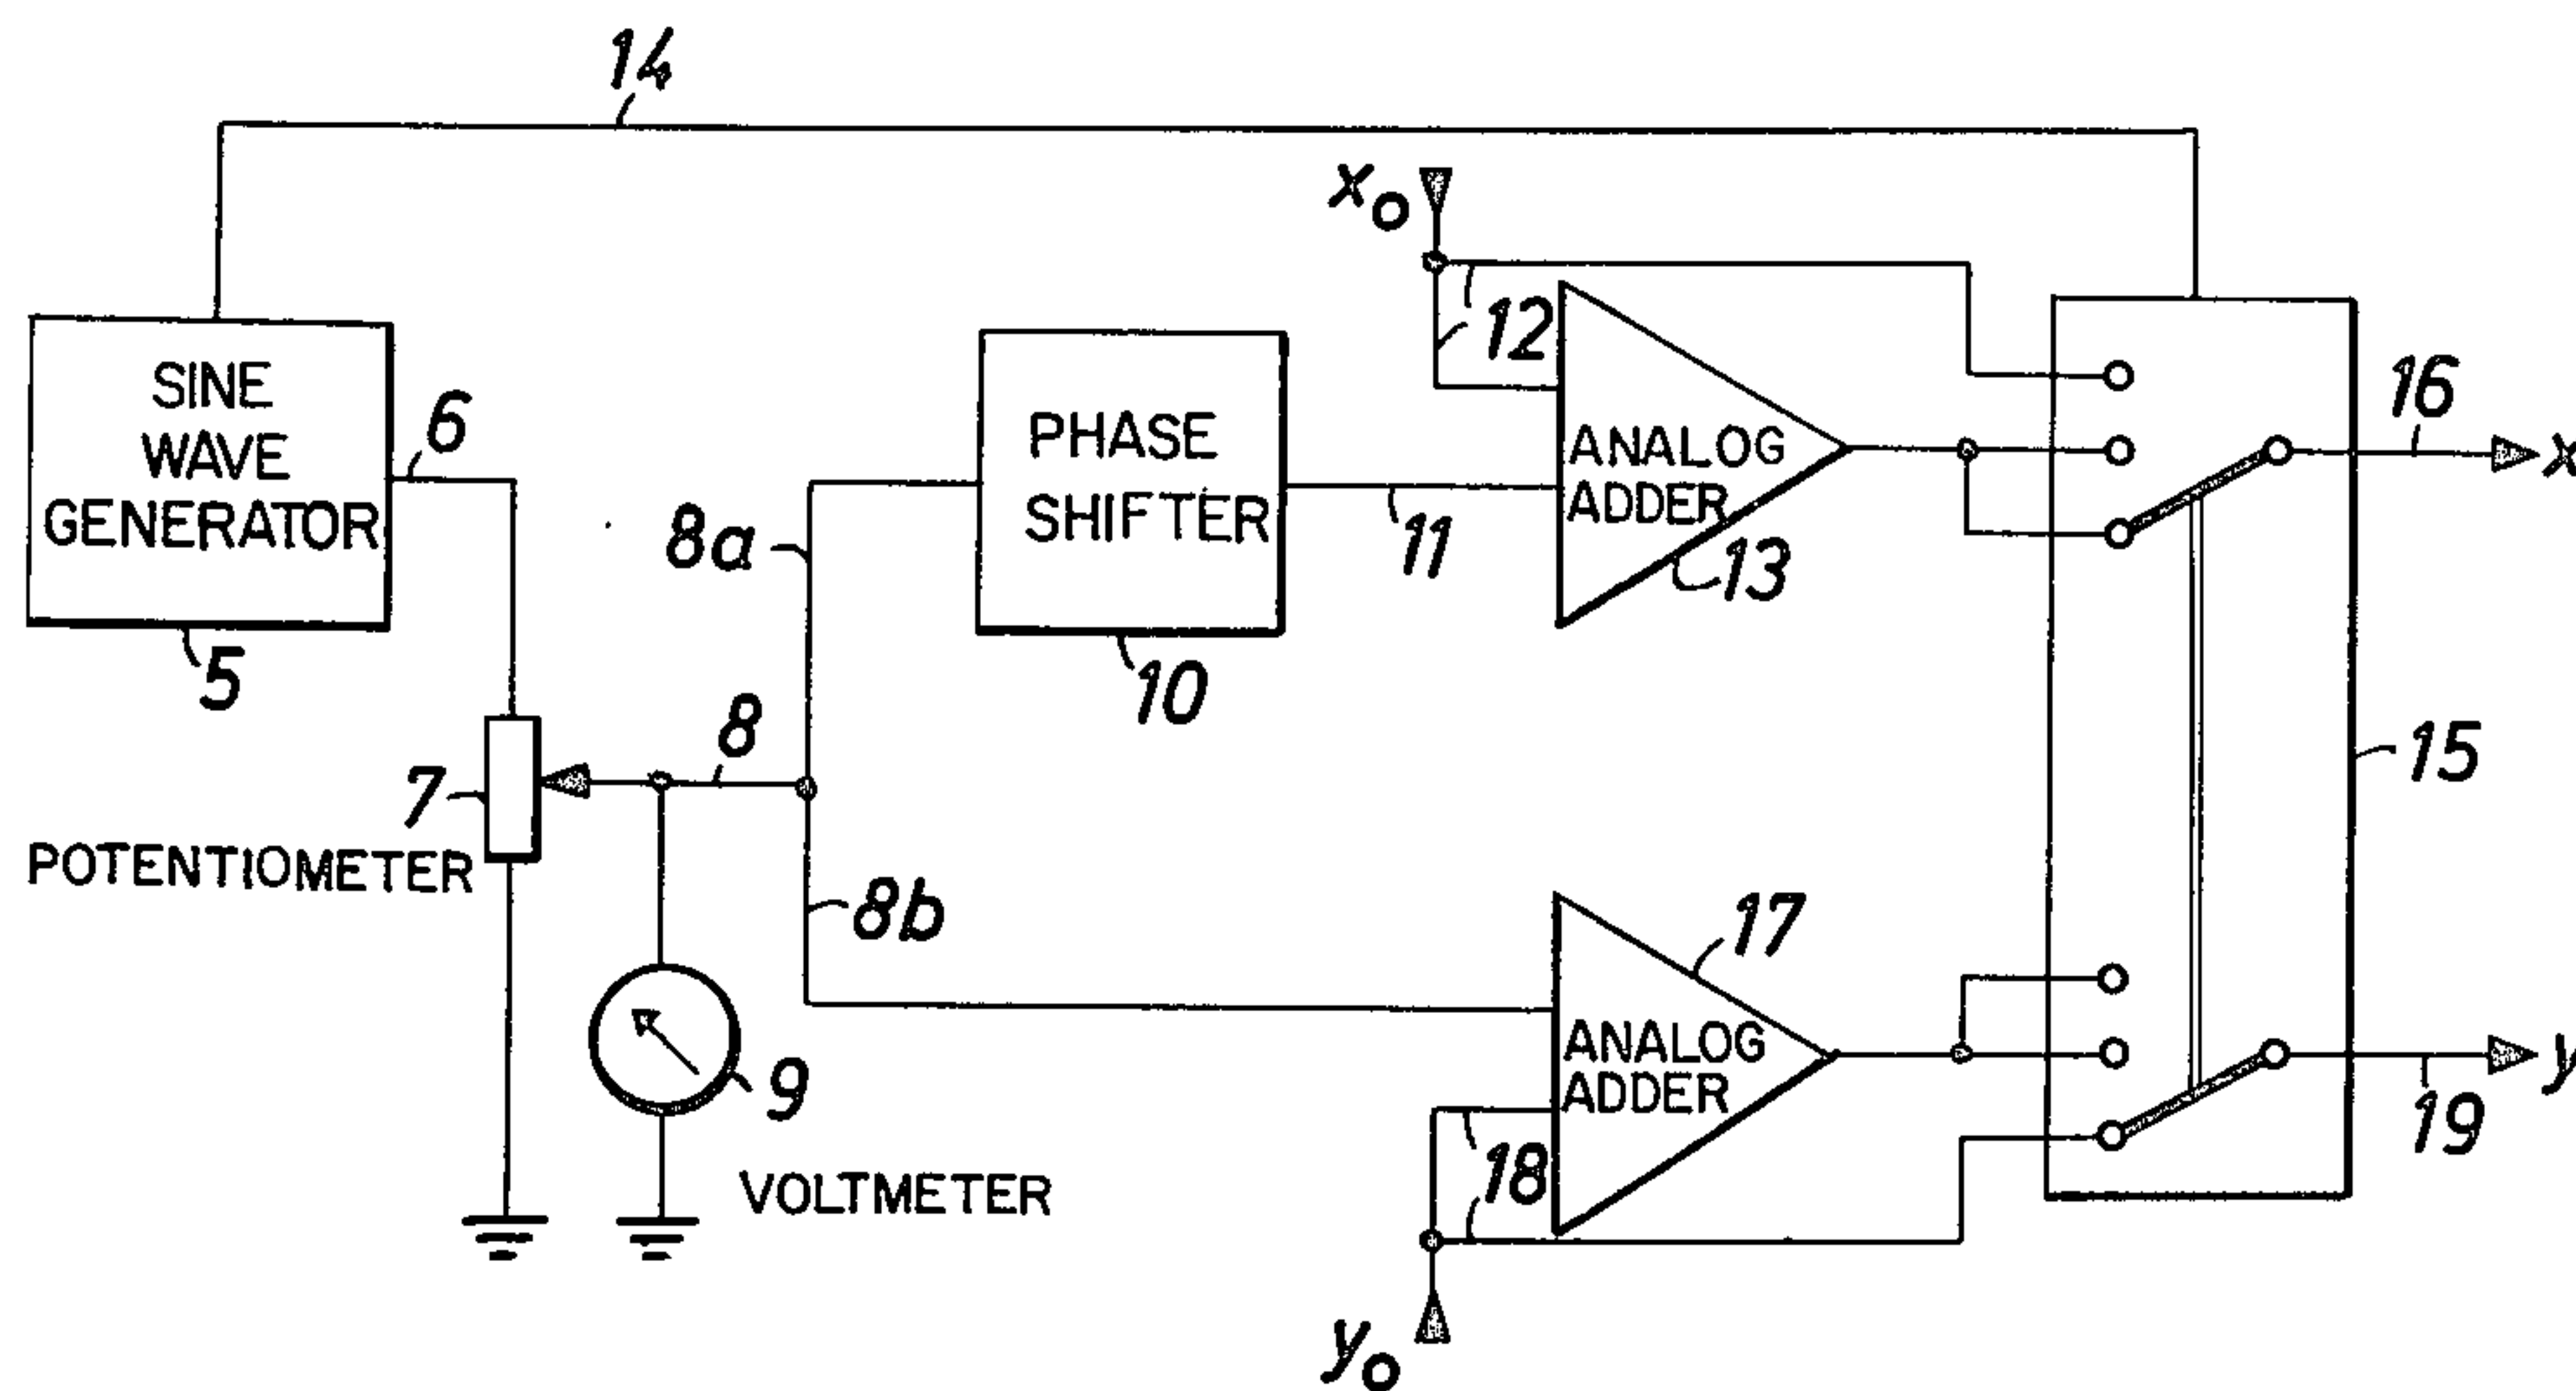 14
x₀
SINE
WAVE
GENERATOR
5
6
8a
PHASE
SHIFTER
10
11
12
ANALOG
ADDER
13
16
x
7
POTENTIOMETER
8
8b
9
VOLTMETER
17
ANALOG
ADDER
18
15
19
y
y₀